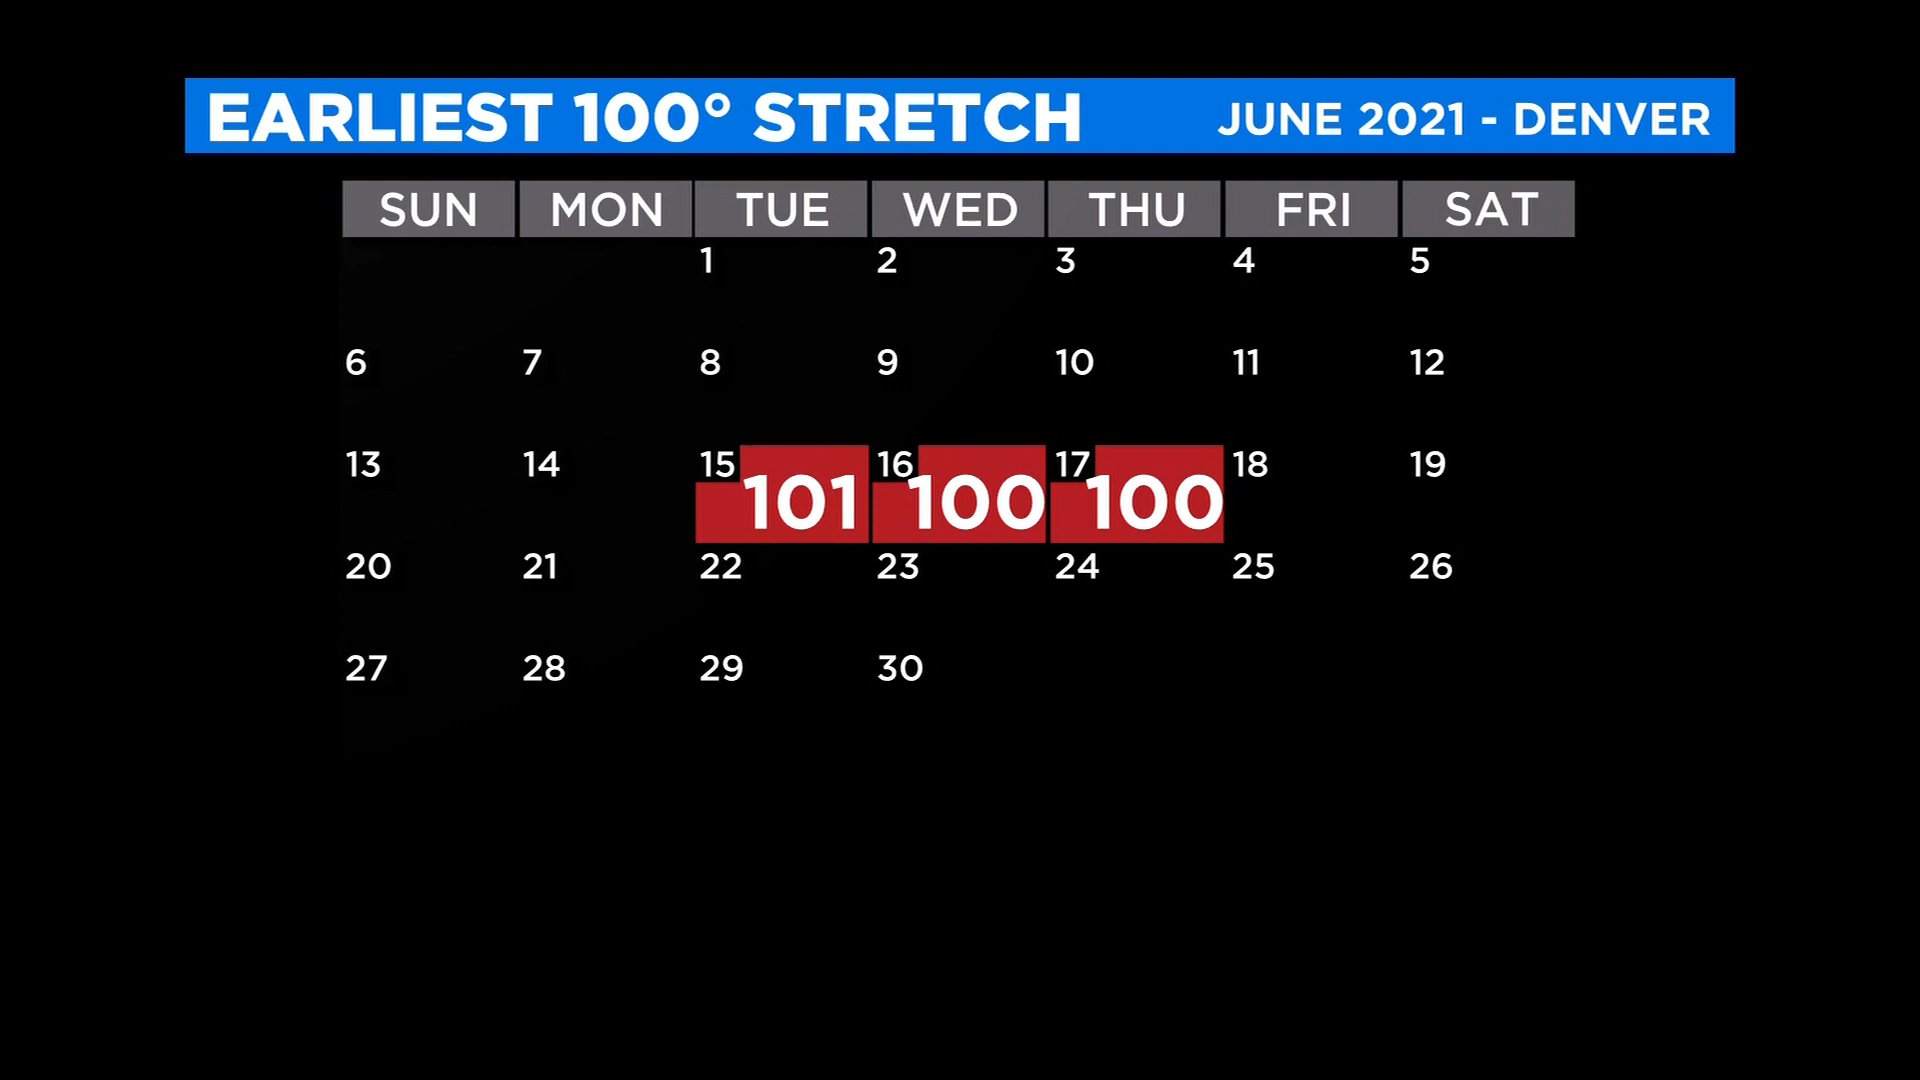 EARLIEST 100° STRETCH JUNE 2021 - DENVER
SUN MON TUE WED THU FRI SAT
1 2 3 4 5
6 7 8 9 10 11 12
13 14 15 101 16 100 17 100 18 19
20 21 22 23 24 25 26
27 28 29 30